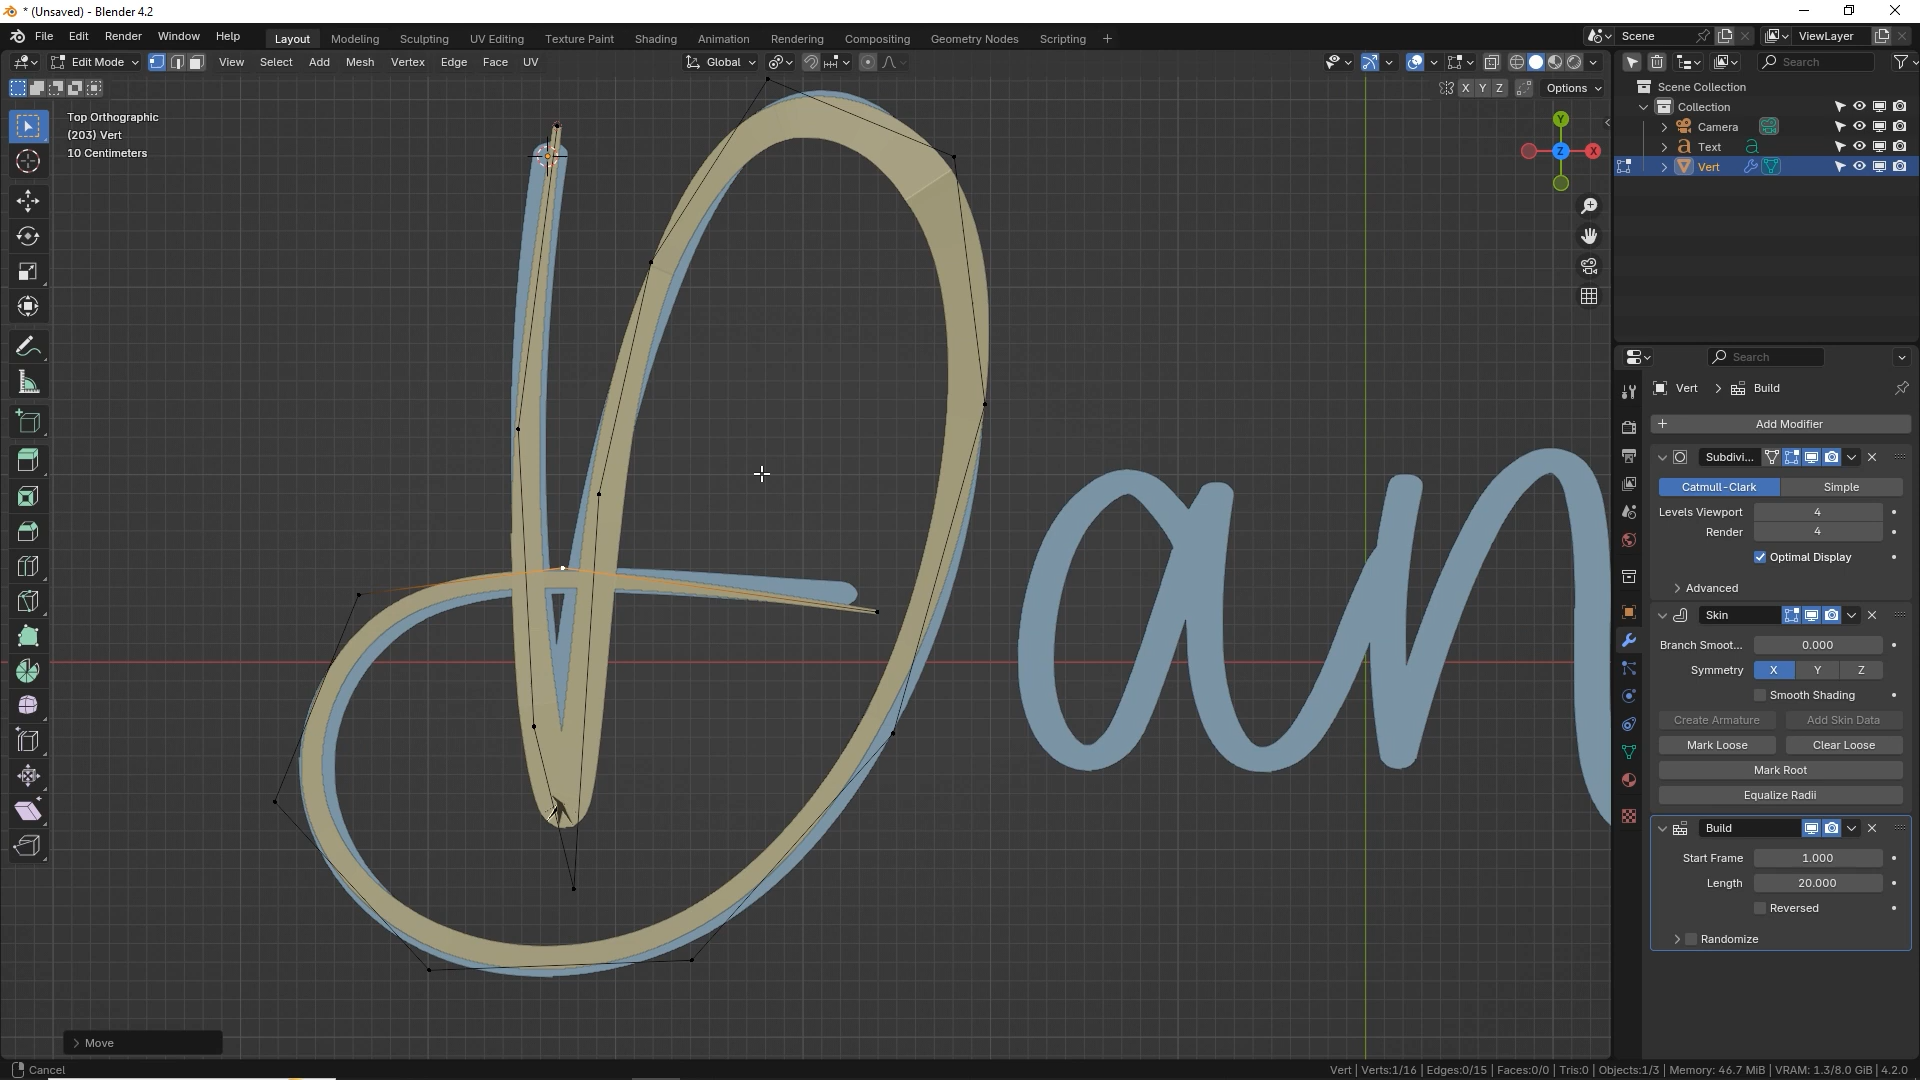 * (Unsaved) - Blender 4.2
File Edit Render Window Help Layout Modeling Sculpting UV Editing Texture Paint Shading Animation Rendering Compositing Geometry Nodes Scripting + Scene ViewLayer
Edit Mode View Select Add Mesh Vertex Edge Face UV Global Search
X Y Z Options
Top Orthographic
(203) Vert
10 Centimeters
Y
Z
X
Scene Collection
Collection
Camera
Text
Vert
Dan
Search
Vert > Build
+ Add Modifier
Subdivi...
Catmull-Clark Simple
Levels Viewport 4
Render 4
Optimal Display
Advanced
Skin
Branch Smoot... 0.000
Symmetry X Y Z
Smooth Shading
Create Armature Add Skin Data
Mark Loose Clear Loose
Mark Root
Equalize Radii
Build
Start Frame 1.000
Length 20.000
Reversed
Randomize
Move
Cancel
Vert | Verts:1/16 | Edges:0/15 | Faces:0/0 | Tris:0 | Objects:1/3 | Memory: 46.7 MiB | VRAM: 1.3/8.0 GiB | 4.2.0